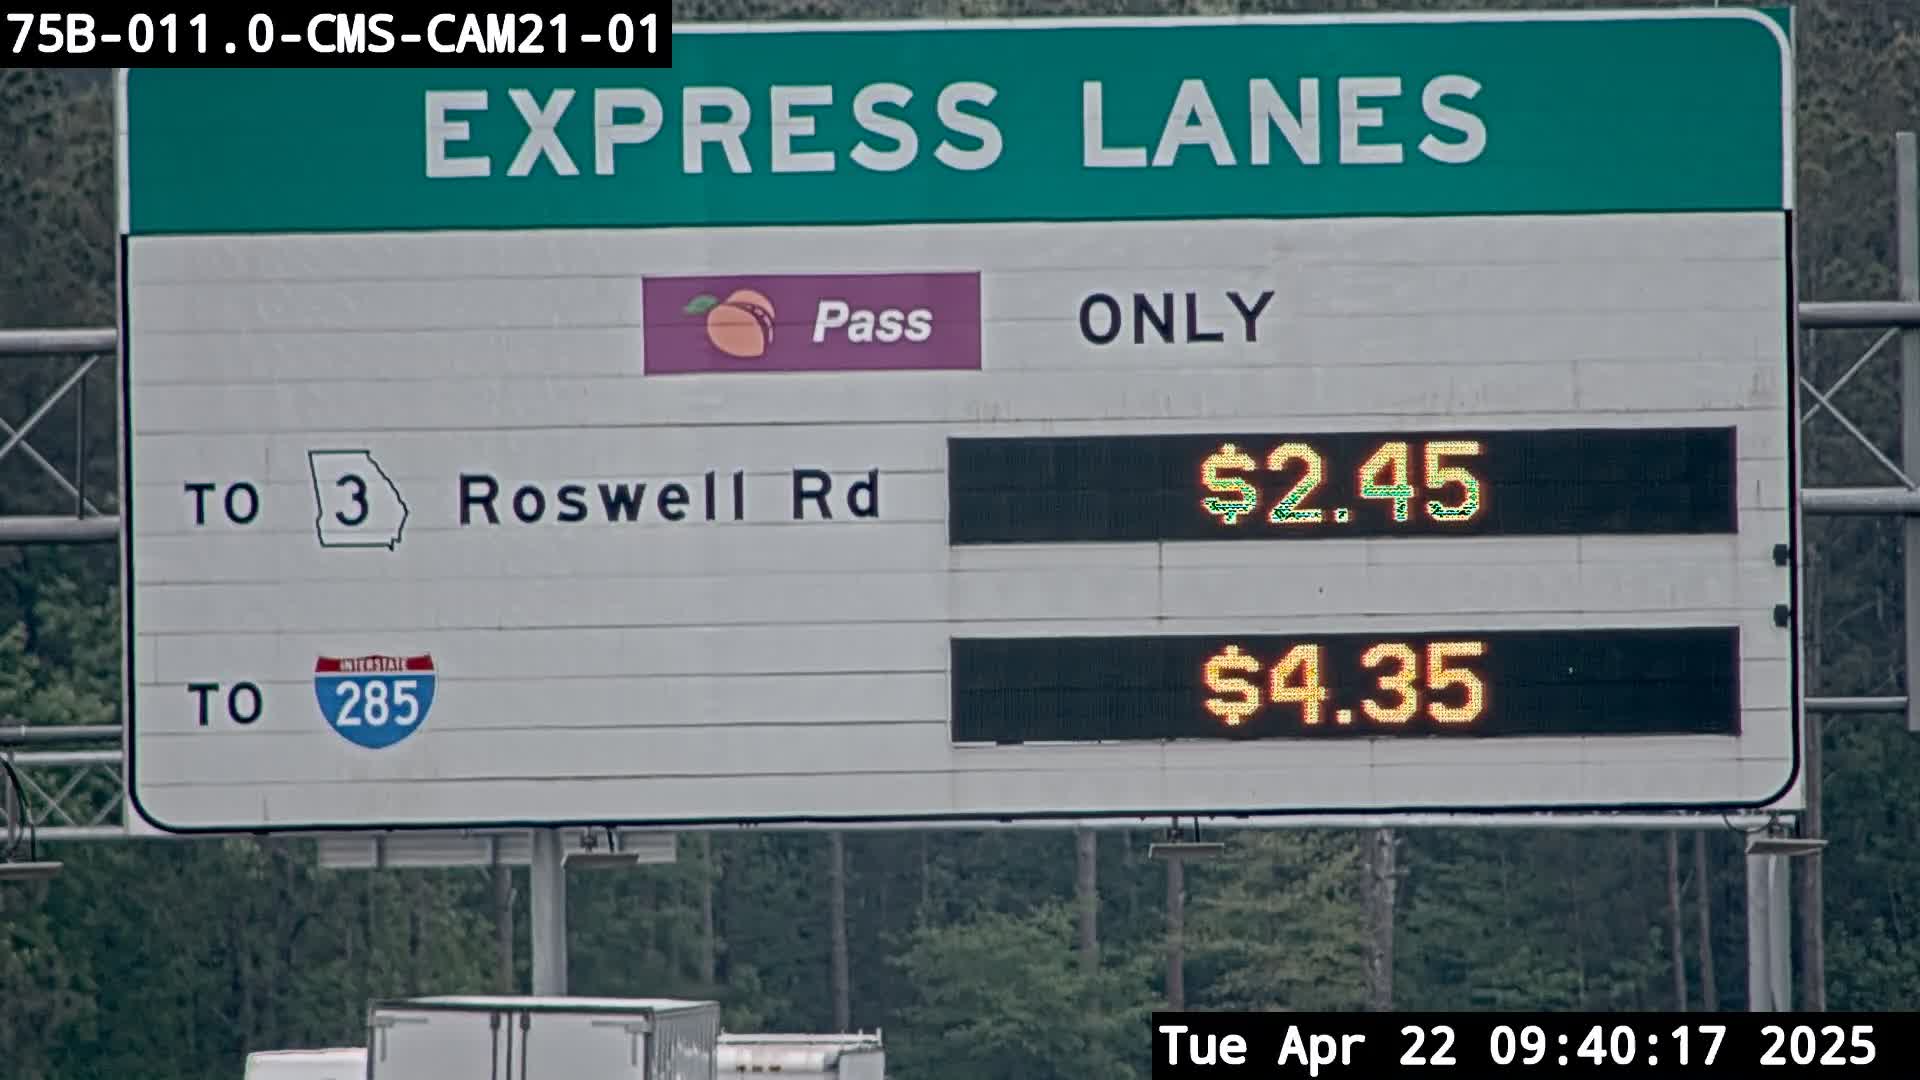 75B-011.0-CMS-CAM21-01
EXPRESS LANES
Pass ONLY
TO 3 Roswell Rd $2.45
INTERSTATE
TO 285 $4.35
Tue Apr 22 09:40:17 2025